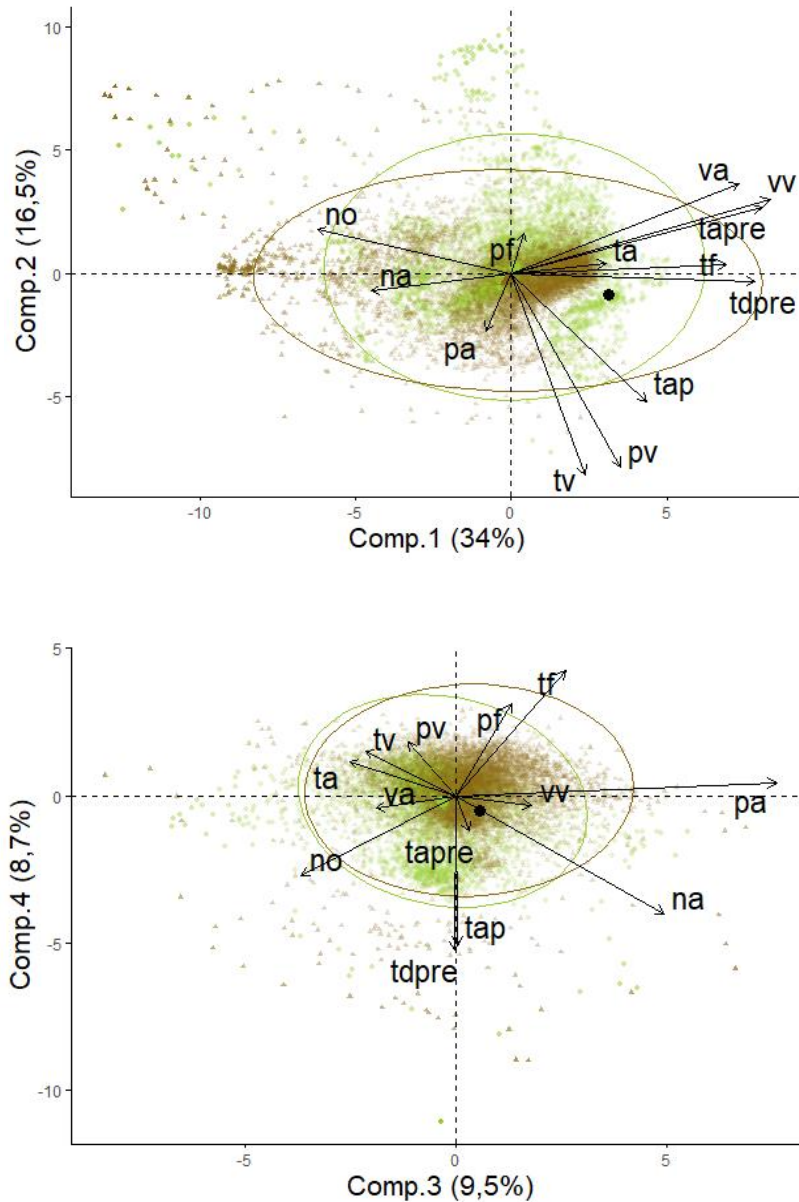 10
va
vv
no
pf
ta
tapre
tf
na
tdpre
pa
tap
pv
tv
5
0
-5
-10
-5
0
5
Comp.2 (16,5%)
Comp.1 (34%)
5
tf
pf
pv
tv
ta
va
vv
pa
0
no
tapre
na
tap
tdpre
-5
-10
-5
0
5
Comp.4 (8,7%)
Comp.3 (9,5%)